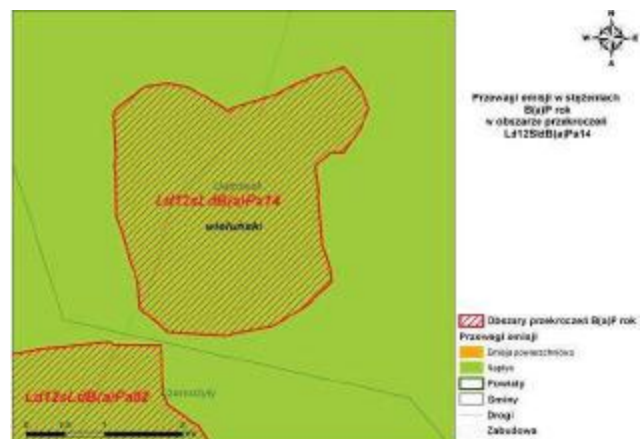 N
W
Przewagi emisji w stężeniach
B(a)P rok
w obszarze przekroczeń
Ld12SldB(a)Pa14
Ld12sLdB(a)Pa14
wieluński
Obszary przekroczeń B(a)P rok
Przewagi emisji
Emisja powierzchniowa
Napływ
Powiaty
Gminy
Drogi
Zabudowa
Ld12sLdB(a)Pa02